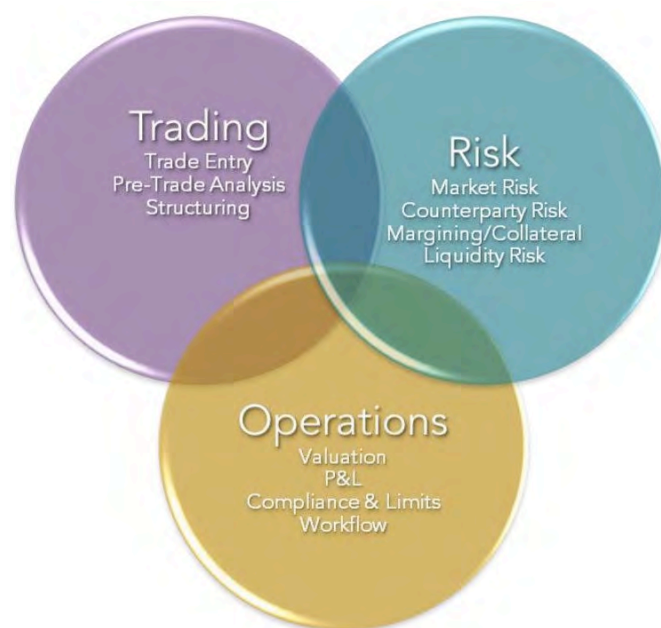 Trading
Trade Entry
Pre-Trade Analysis
Structuring
Risk
Market Risk
Counterparty Risk
Margining/Collateral
Liquidity Risk
Operations
Valuation
P&L
Compliance & Limits
Workflow